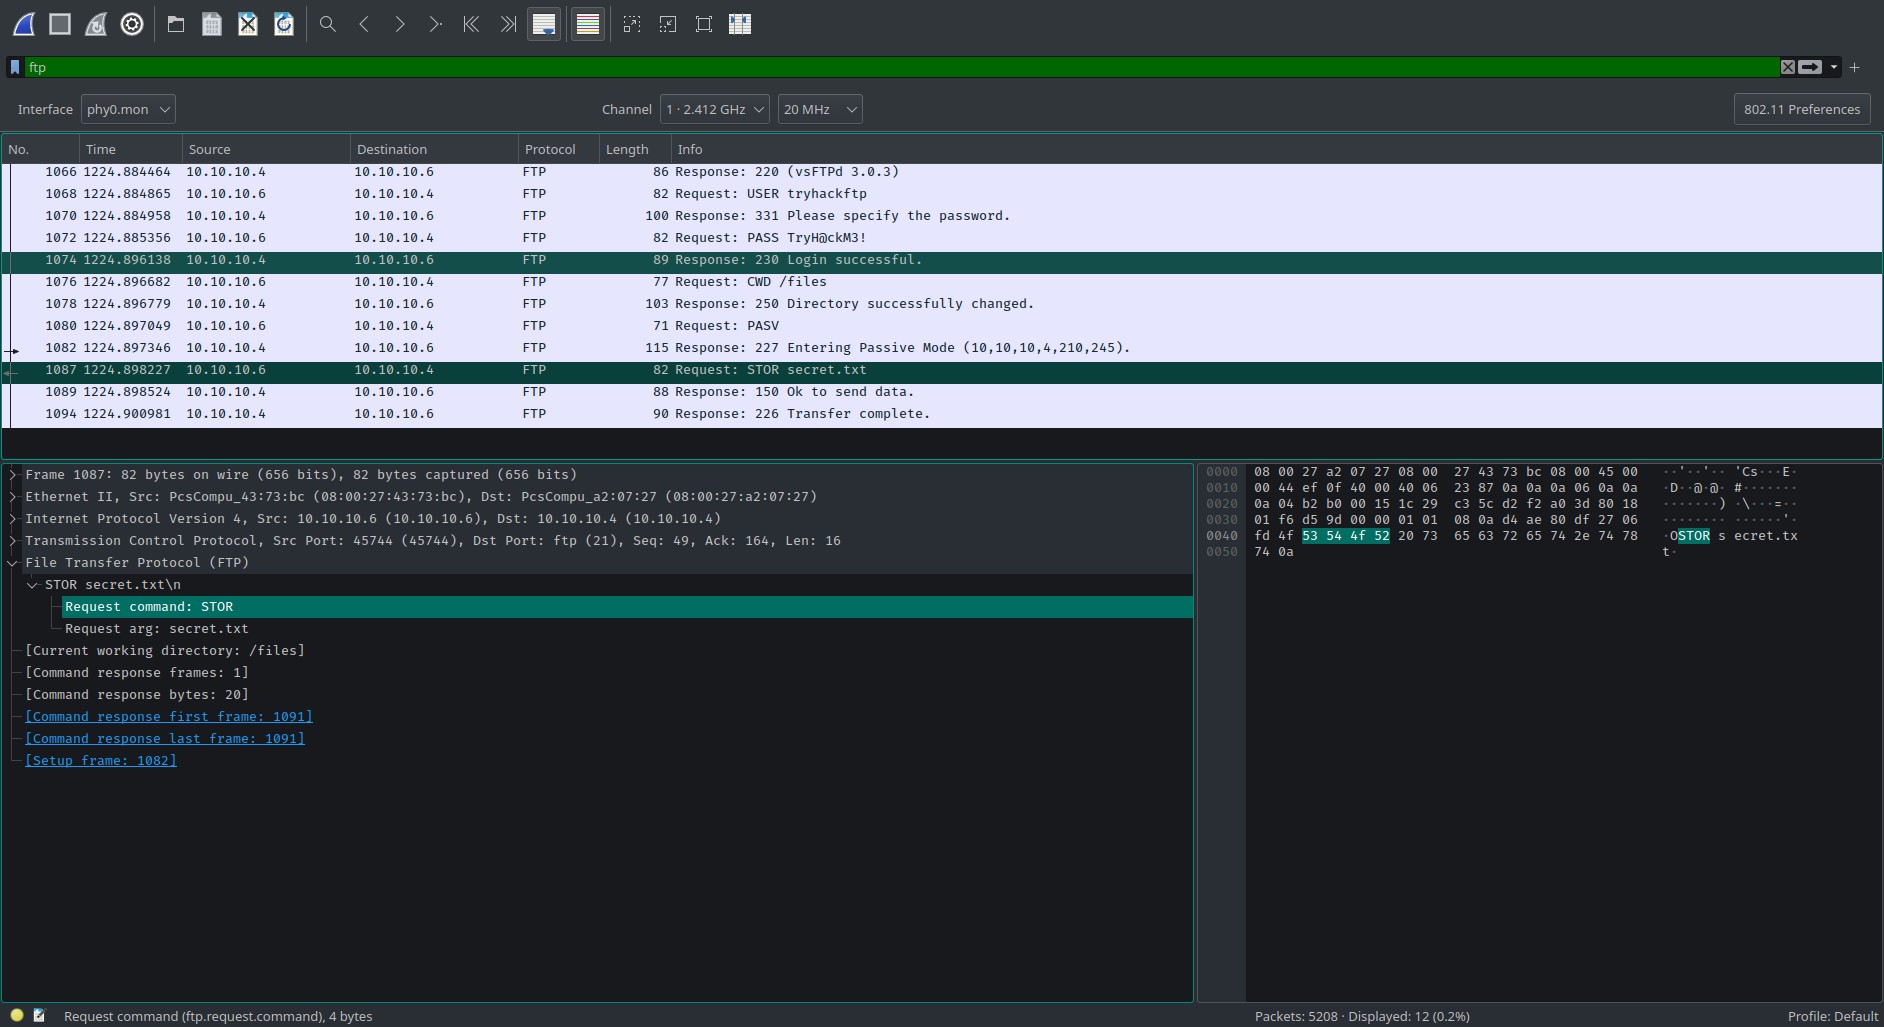 ftp
Interface phy0.mon Channel 1 · 2.412 GHz 20 MHz 802.11 Preferences
No. Time Source Destination Protocol Length Info
1066 1224.884464 10.10.10.4 10.10.10.6 FTP 86 Response: 220 (vsFTPd 3.0.3)
1068 1224.884865 10.10.10.6 10.10.10.4 FTP 82 Request: USER tryhackftp
1070 1224.884958 10.10.10.4 10.10.10.6 FTP 100 Response: 331 Please specify the password.
1072 1224.885356 10.10.10.6 10.10.10.4 FTP 82 Request: PASS TryH@ckM3!
1074 1224.896138 10.10.10.4 10.10.10.6 FTP 89 Response: 230 Login successful.
1076 1224.896682 10.10.10.6 10.10.10.4 FTP 77 Request: CWD /files
1078 1224.896779 10.10.10.4 10.10.10.6 FTP 103 Response: 250 Directory successfully changed.
1080 1224.897049 10.10.10.6 10.10.10.4 FTP 71 Request: PASV
1082 1224.897346 10.10.10.4 10.10.10.6 FTP 115 Response: 227 Entering Passive Mode (10,10,10,4,210,245).
1087 1224.898227 10.10.10.6 10.10.10.4 FTP 82 Request: STOR secret.txt
1089 1224.898524 10.10.10.4 10.10.10.6 FTP 88 Response: 150 Ok to send data.
1094 1224.900981 10.10.10.4 10.10.10.6 FTP 90 Response: 226 Transfer complete.
Frame 1087: 82 bytes on wire (656 bits), 82 bytes captured (656 bits)
Ethernet II, Src: PcsCompu_43:73:bc (08:00:27:43:73:bc), Dst: PcsCompu_a2:07:27 (08:00:27:a2:07:27)
Internet Protocol Version 4, Src: 10.10.10.6 (10.10.10.6), Dst: 10.10.10.4 (10.10.10.4)
Transmission Control Protocol, Src Port: 45744 (45744), Dst Port: ftp (21), Seq: 49, Ack: 164, Len: 16
File Transfer Protocol (FTP)
STOR secret.txt\n
Request command: STOR
Request arg: secret.txt
[Current working directory: /files]
[Command response frames: 1]
[Command response bytes: 20]
[Command response first frame: 1091]
[Command response last frame: 1091]
[Setup frame: 1082]
0000 08 00 27 a2 07 27 08 00 27 43 73 bc 08 00 45 00 ··'··'·· 'Cs···E·
0010 00 44 ef 0f 40 00 40 06 23 87 0a 0a 0a 06 0a 0a ·D··@·@· #·······
0020 0a 04 b2 b0 00 15 1c 29 c3 5c d2 f2 a0 3d 80 18 ·······) ·\···=··
0030 01 f6 d5 9d 00 00 01 01 08 0a d4 ae 80 df 27 06 ········ ······'·
0040 fd 4f 53 54 4f 52 20 73 65 63 72 65 74 2e 74 78 ·OSTOR s ecret.tx
0050 74 0a t·
Request command (ftp.request.command), 4 bytes Packets: 5208 · Displayed: 12 (0.2%) Profile: Default